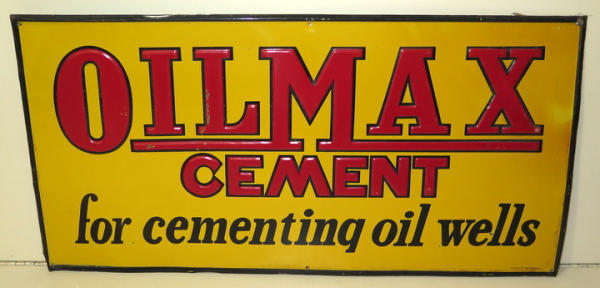 OILMAX
CEMENT
for cementing oil wells